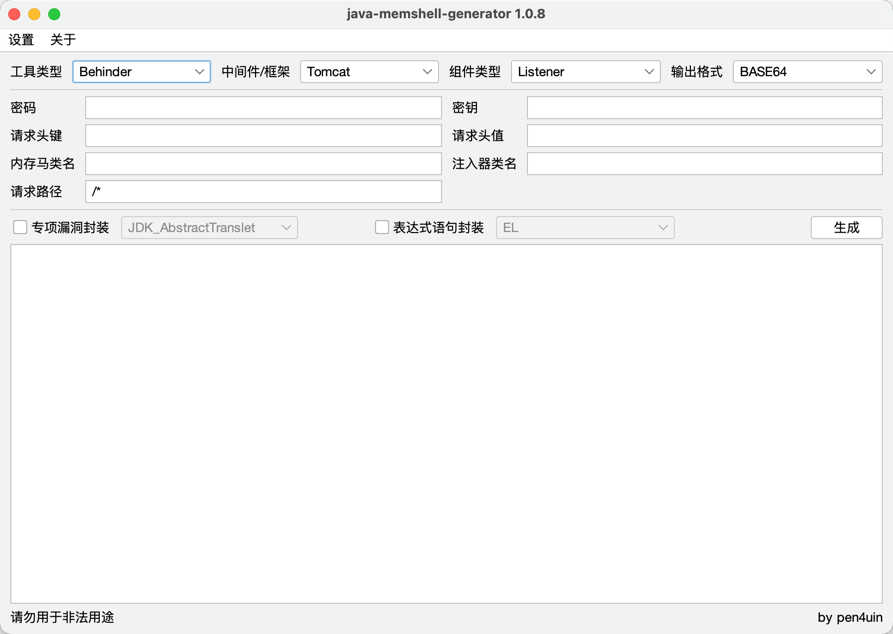 java-memshell-generator 1.0.8
设置 关于
工具类型 Behinder 中间件/框架 Tomcat 组件类型 Listener 输出格式 BASE64
密码 密钥
请求头键 请求头值
内存马类名 注入器类名
请求路径 /*
专项漏洞封装 JDK_AbstractTranslet 表达式语句封装 EL 生成
请勿用于非法用途 by pen4uin